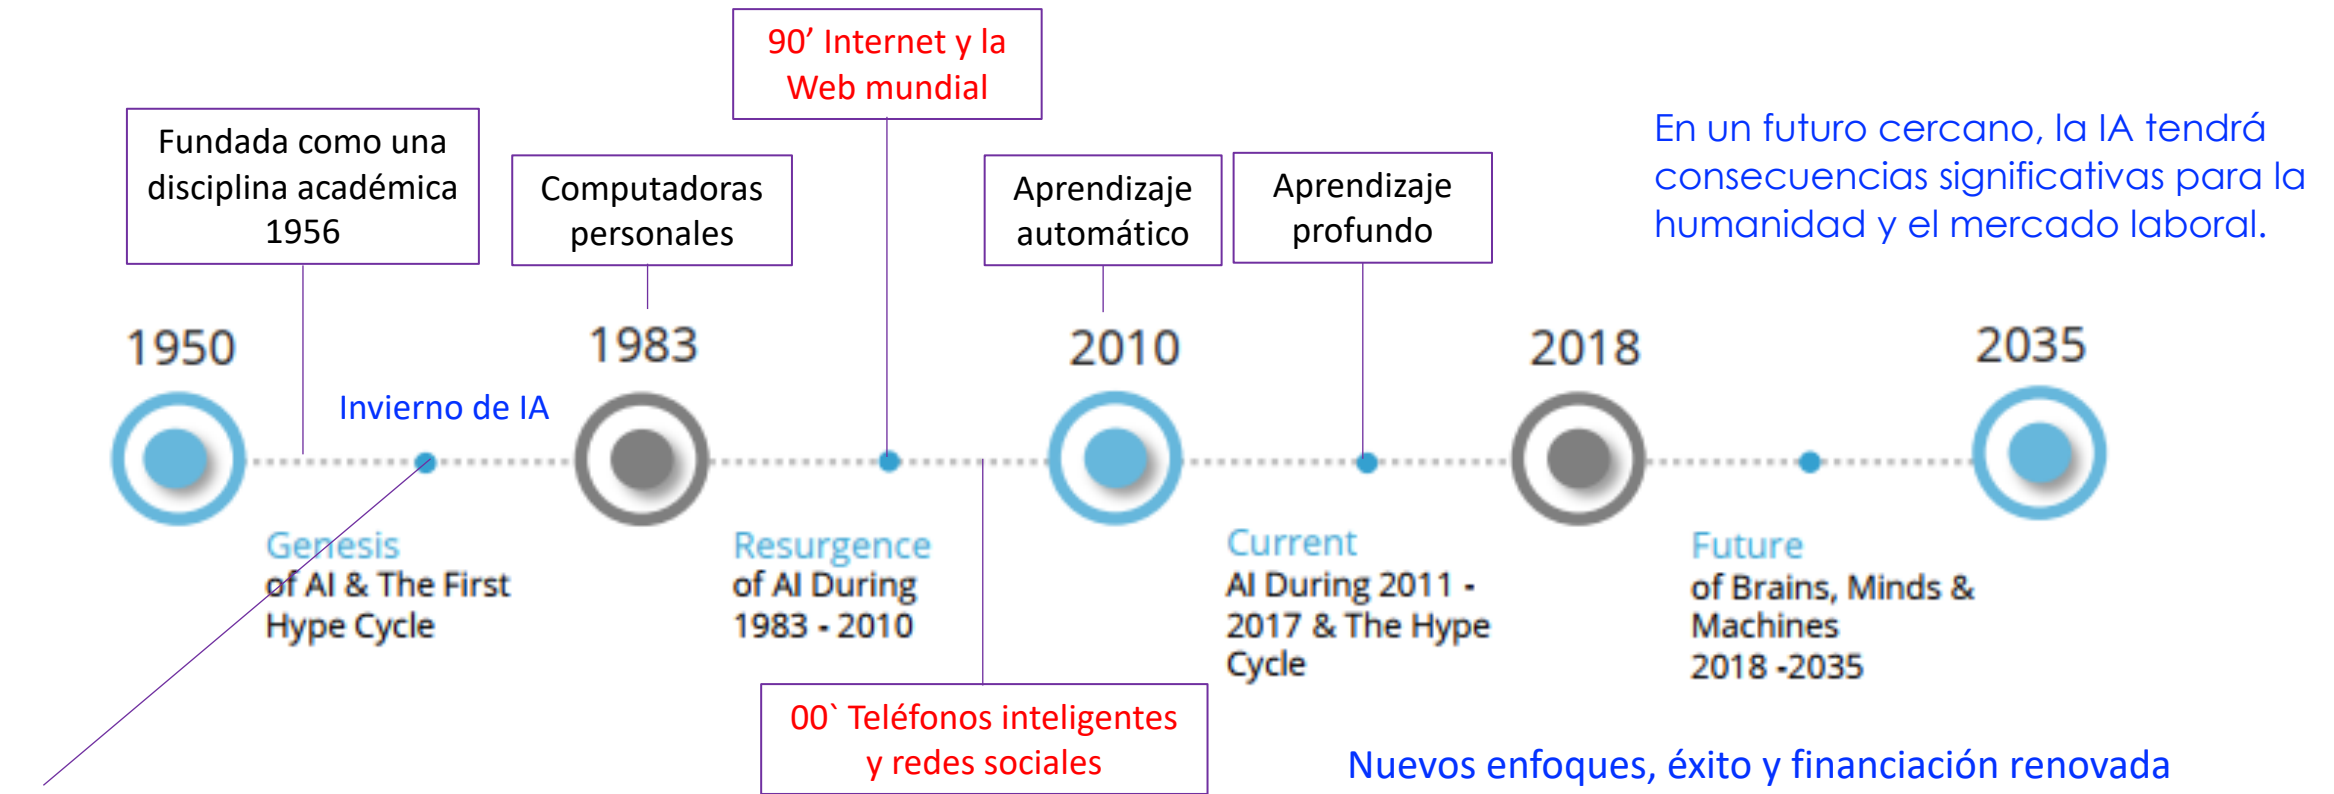 90’ Internet y la
Web mundial
Fundada como una
disciplina académica
1956
Computadoras
personales
Aprendizaje
automático
Aprendizaje
profundo
En un futuro cercano, la IA tendrá
consecuencias significativas para la
humanidad y el mercado laboral.
1950
1983
2010
2018
2035
Invierno de IA
Genesis
of AI & The First
Hype Cycle
Resurgence
of AI During
1983 - 2010
Current
AI During 2011 -
2017 & The Hype
Cycle
Future
of Brains, Minds &
Machines
2018 -2035
00` Teléfonos inteligentes
y redes sociales
Nuevos enfoques, éxito y financiación renovada